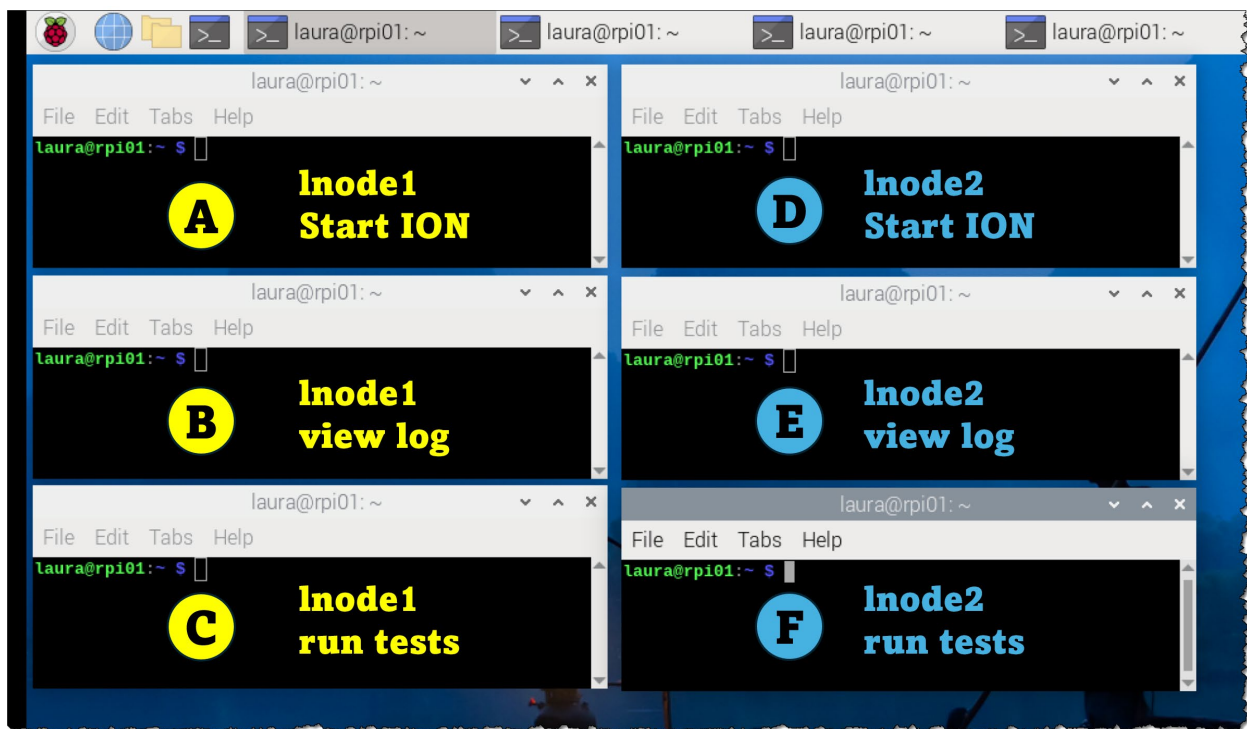 laura@rpi01: ~ laura@rpi01: ~ laura@rpi01: ~ laura@rpi01: ~
laura@rpi01: ~
File Edit Tabs Help
laura@rpi01:~ $
A
lnode1
Start ION
laura@rpi01: ~
File Edit Tabs Help
laura@rpi01:~ $
D
lnode2
Start ION
laura@rpi01: ~
File Edit Tabs Help
laura@rpi01:~ $
B
lnode1
view log
laura@rpi01: ~
File Edit Tabs Help
laura@rpi01:~ $
E
lnode2
view log
laura@rpi01: ~
File Edit Tabs Help
laura@rpi01:~ $
C
lnode1
run tests
laura@rpi01: ~
File Edit Tabs Help
laura@rpi01:~ $
F
lnode2
run tests